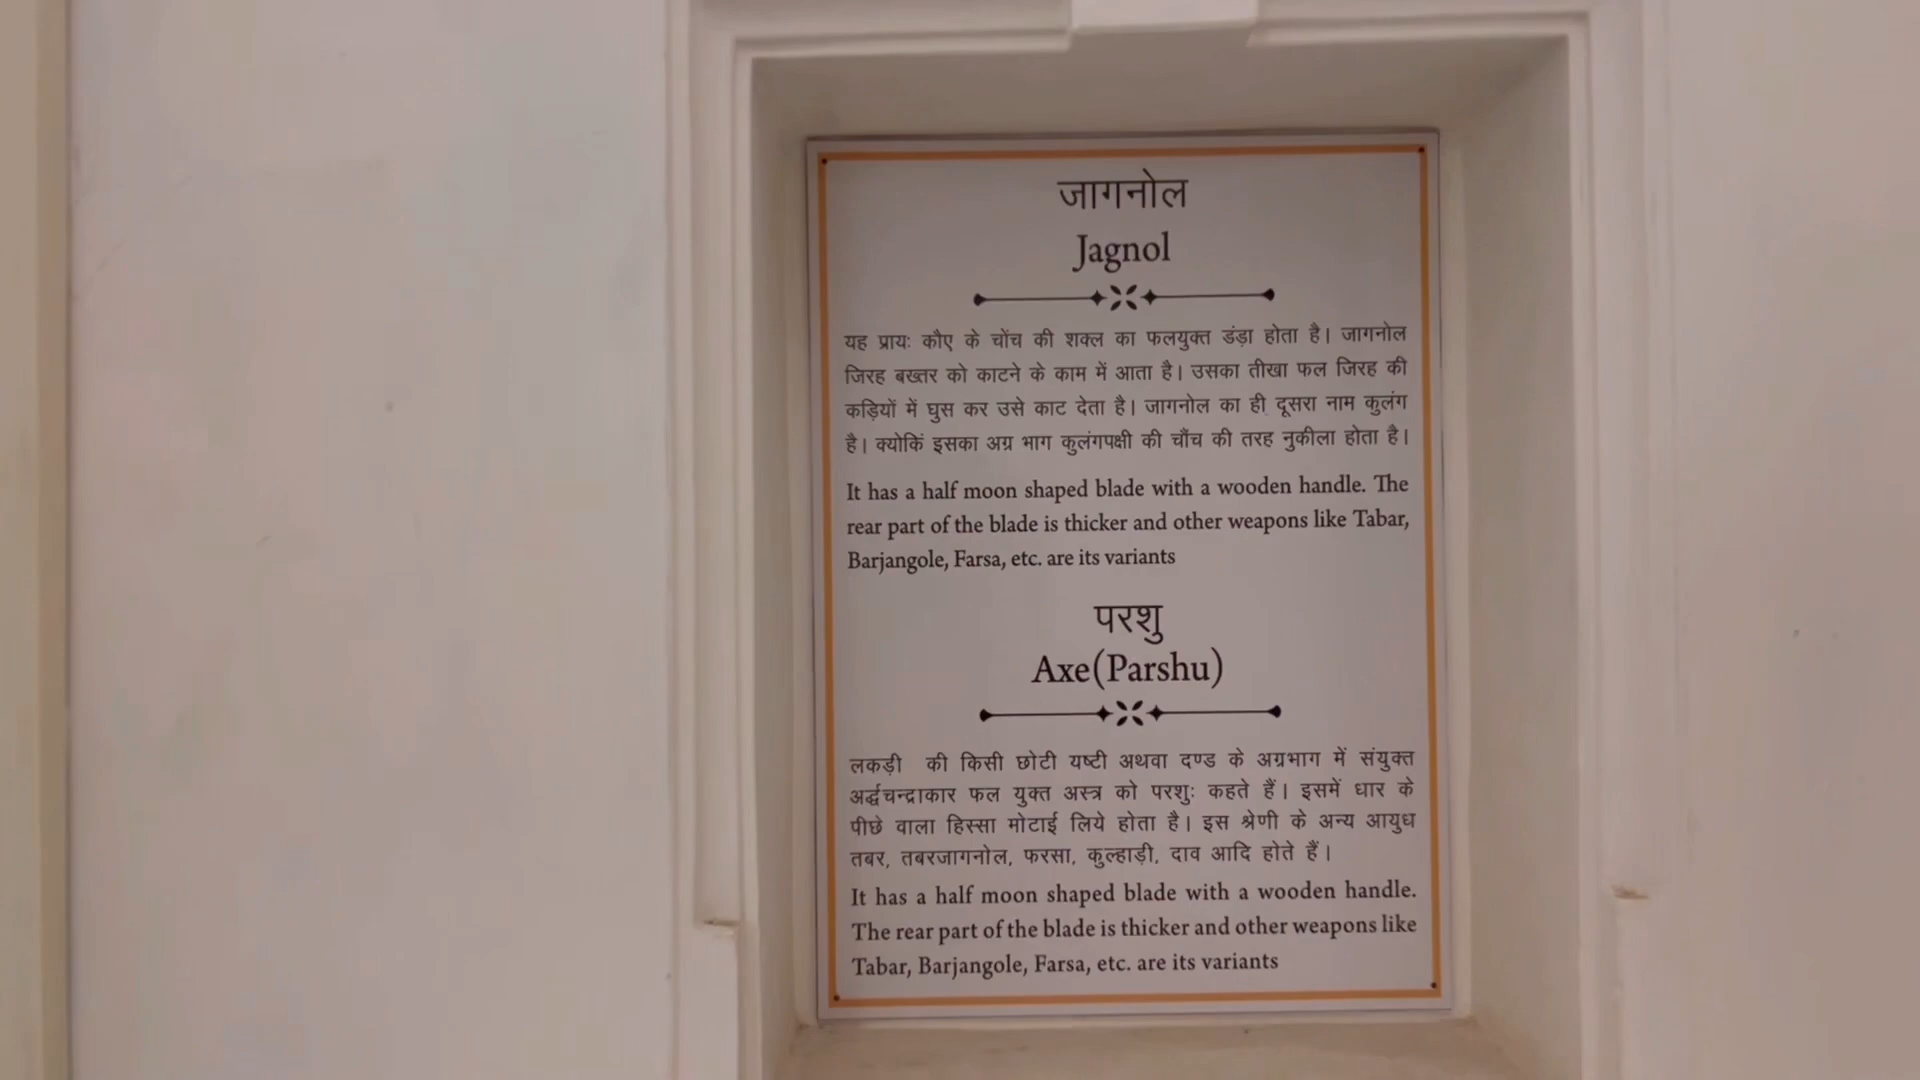 जागनोल
Jagnol
यह प्रायः कौए के चोंच की शक्ल का फलयुक्त डंड़ा होता है। जागनोल
जिरह बख्तर को काटने के काम में आता है। उसका तीखा फल जिरह की
कड़ियों में घुस कर उसे काट देता है। जागनोल का ही दूसरा नाम कुलंग
है। क्योकिं इसका अग्र भाग कुलंगपक्षी की चौंच की तरह नुकीला होता है।
It has a half moon shaped blade with a wooden handle. The
rear part of the blade is thicker and other weapons like Tabar,
Barjangole, Farsa, etc. are its variants
परशु
Axe(Parshu)
लकड़ी की किसी छोटी यष्टी अथवा दण्ड के अग्रभाग में संयुक्त
अर्द्धचन्द्राकार फल युक्त अस्त्र को परशुः कहते हैं। इसमें धार के
पीछे वाला हिस्सा मोटाई लिये होता है। इस श्रेणी के अन्य आयुध
तबर, तबरजागनोल, फरसा, कुल्हाड़ी, दाव आदि होते हैं।
It has a half moon shaped blade with a wooden handle.
The rear part of the blade is thicker and other weapons like
Tabar, Barjangole, Farsa, etc. are its variants